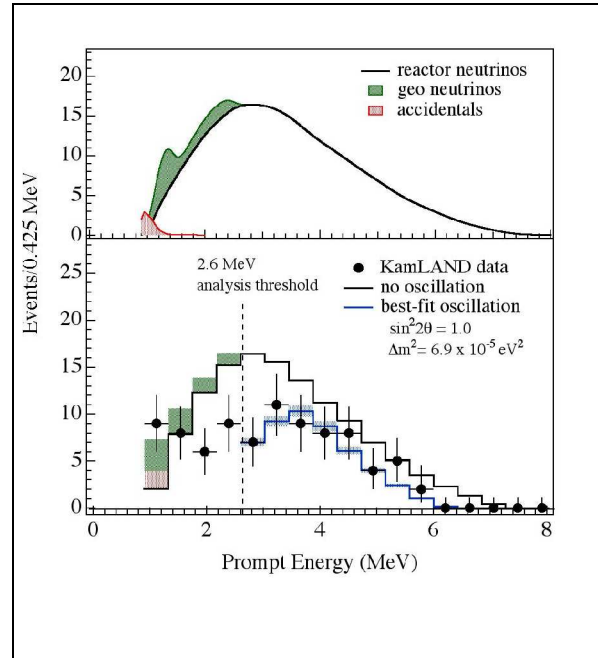 20
15
10
5
0
reactor neutrinos
geo neutrinos
accidentals
Events/0.425 MeV
25
20
15
10
5
0
2.6 MeV
analysis threshold
KamLAND data
no oscillation
best-fit oscillation
sin²2θ = 1.0
Δm²= 6.9 x 10⁻⁵ eV²
0 2 4 6 8
Prompt Energy (MeV)